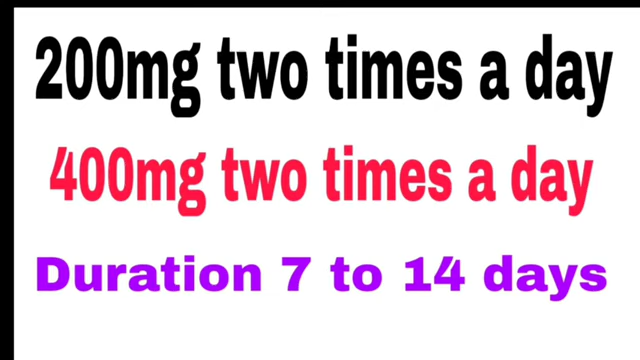 200mg two times a day
400mg two times a day
Duration 7 to 14 days